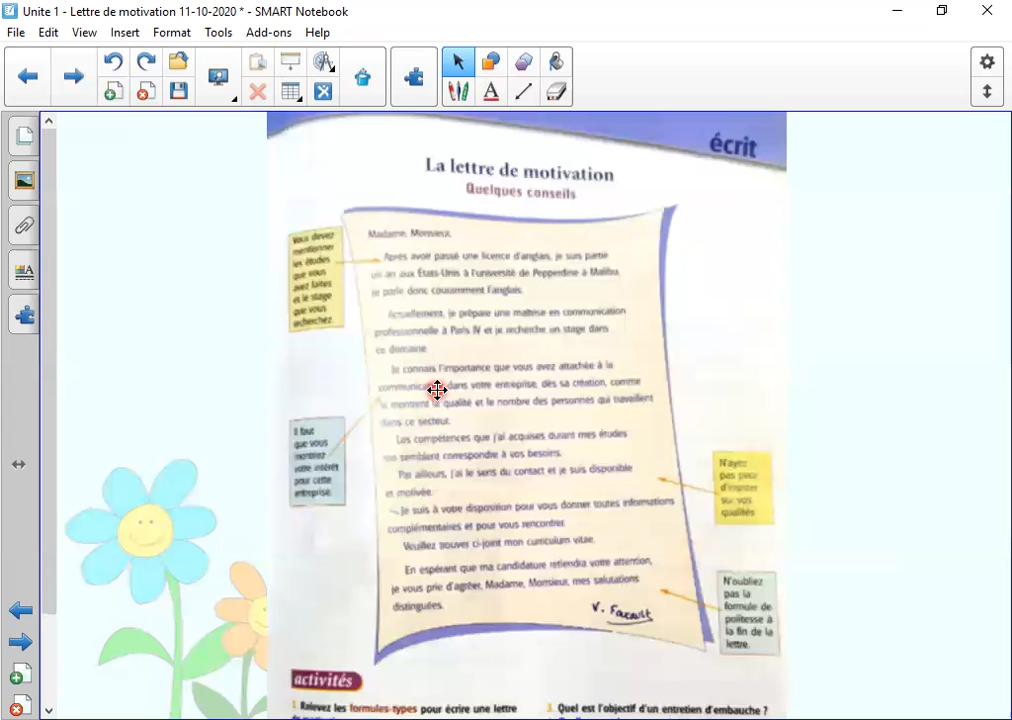 Unite 1 - Lettre de motivation 11-10-2020 * - SMART Notebook
File Edit View Insert Format Tools Add-ons Help
écrit
La lettre de motivation
Quelques conseils
Vous devez
mentionner
les études
que vous
avez faites
et le stage
que vous
recherchez.
Madame, Monsieur,
Après avoir passé une licence d'anglais, je suis partie
un an aux États-Unis à l'université de Pepperdine à Malibu,
je parle donc couramment l'anglais.
Actuellement, je prépare une maîtrise en communication
professionnelle à Paris IV et je recherche un stage dans
ce domaine.
Je connais l'importance que vous avez attachée à la
dans votre entreprise, dès sa création, comme
le montrent la qualité et le nombre des personnes qui travaillent
dans ce secteur.
Les compétences que j'ai acquises durant mes études
me semblent correspondre à vos besoins.
Par ailleurs, j'ai le sens du contact et je suis disponible
et motivée.
Je suis à votre disposition pour vous donner toutes informations
complémentaires et pour vous rencontrer.
Veuillez trouver ci-joint mon curriculum vitae.
En espérant que ma candidature retiendra votre attention,
je vous prie d'agréer, Madame, Monsieur, mes salutations
distinguées.
Il faut
que vous
montriez
votre intérêt
pour cette
entreprise.
N'ayez
pas peur
d'insister
sur vos
qualités
N'oubliez
pas la
formule de
politesse à
la fin de la
lettre.
activités
1. Relevez les formules-types pour écrire une lettre
3. Quel est l'objectif d'un entretien d'embauche ?